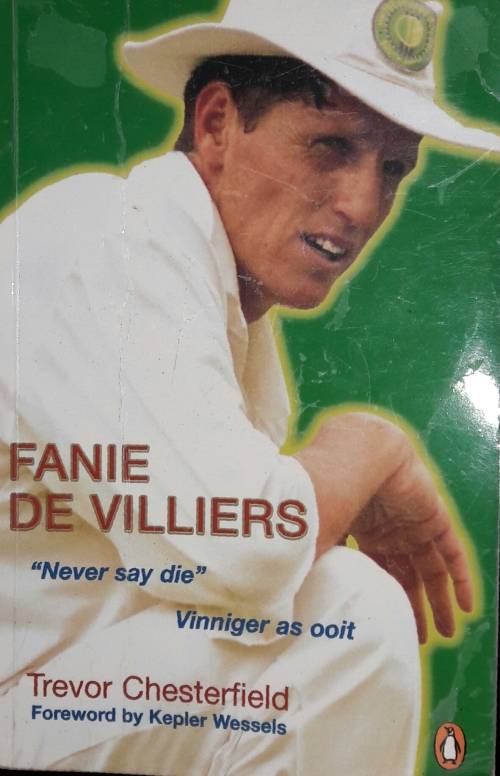 FANIE
DE VILLIERS
“Never say die”
Vinniger as ooit
Trevor Chesterfield
Foreword by Kepler Wessels